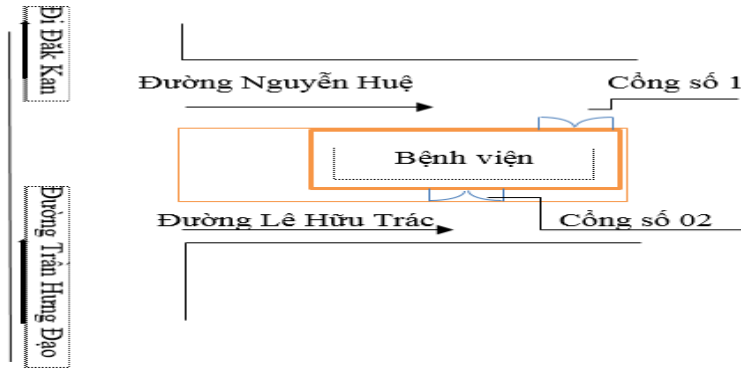 Đi Đăk Kan
Đường Nguyễn Huệ
Cổng số 1
Bệnh viện
Đường Trần Hưng Đạo
Đường Lê Hữu Trác
Cổng số 02